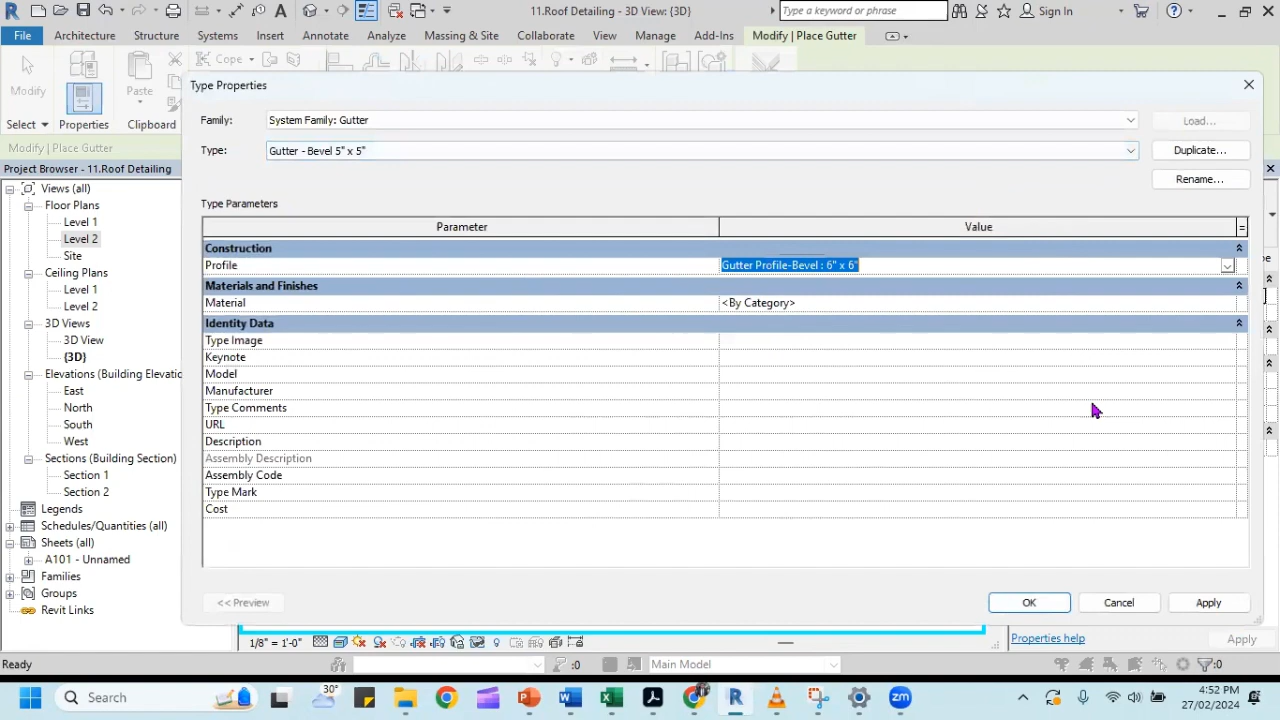 11.Roof Detailing - 3D View: {3D}
Type a keyword or phrase
Sign In
File Architecture Structure Systems Insert Annotate Analyze Massing & Site Collaborate View Manage Add-Ins Modify | Place Gutter
Cope
Modify
Paste
Select Properties Clipboard
Modify | Place Gutter
Project Browser - 11.Roof Detailing
Views (all)
Floor Plans
Level 1
Level 2
Site
Ceiling Plans
Level 1
Level 2
3D Views
3D View
{3D}
Elevations (Building Elevatio
East
North
South
West
Sections (Building Section)
Section 1
Section 2
Legends
Schedules/Quantities (all)
Sheets (all)
A101 - Unnamed
Families
Groups
Revit Links
Type Properties
Family: System Family: Gutter Load...
Type: Gutter - Bevel 5" x 5" Duplicate...
Rename...
Type Parameters
Parameter Value =
Construction
Profile Gutter Profile-Bevel : 6" x 6"
Materials and Finishes
Material <By Category>
Identity Data
Type Image
Keynote
Model
Manufacturer
Type Comments
URL
Description
Assembly Description
Assembly Code
Type Mark
Cost
<< Preview OK Cancel Apply
1/8" = 1'-0"
Properties help Apply
Ready :0 Main Model :0
Search 30° 4:52 PM
27/02/2024